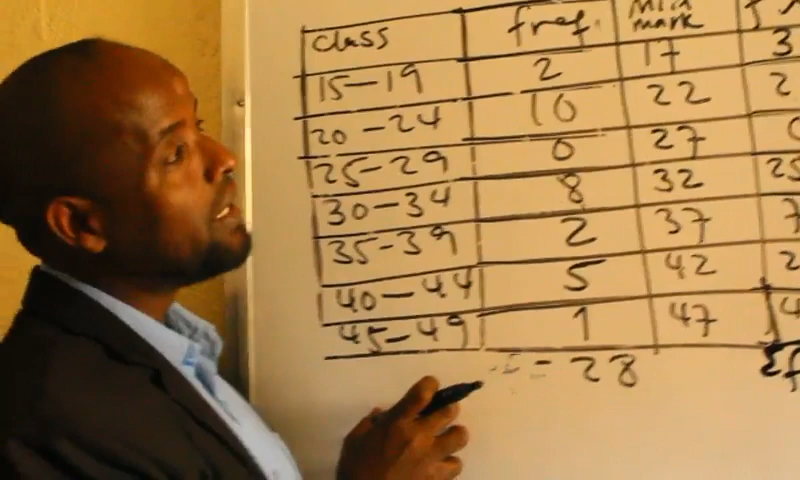 class freq. Mid mark f
15-19 2 17 3
20-24 10 22 2
25-29 0 27 0
30-34 8 32 25
35-39 2 37 7
40-44 5 42 2
45-49 1 47 4
= 28 Σf